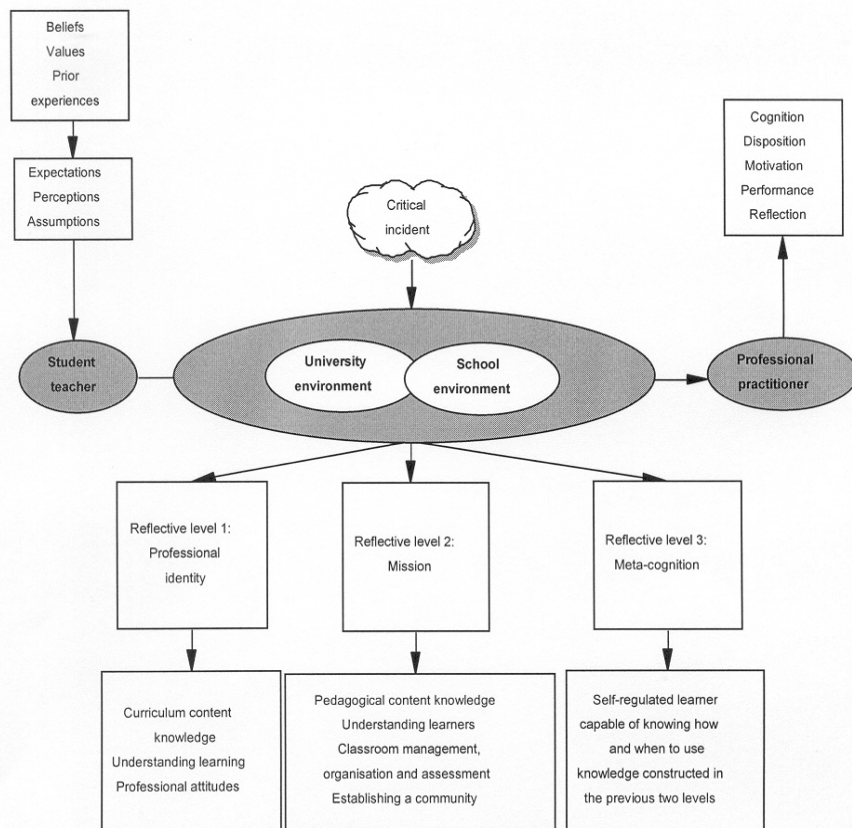 Beliefs
Values
Prior
experiences
Expectations
Perceptions
Assumptions
Critical
incident
Cognition
Disposition
Motivation
Performance
Reflection
Student
teacher
University
environment
School
environment
Professional
practitioner
Reflective level 1:
Professional
identity
Reflective level 2:
Mission
Reflective level 3:
Meta-cognition
Curriculum content
knowledge
Understanding learning
Professional attitudes
Pedagogical content knowledge
Understanding learners
Classroom management,
organisation and assessment
Establishing a community
Self-regulated learner
capable of knowing how
and when to use
knowledge constructed in
the previous two levels